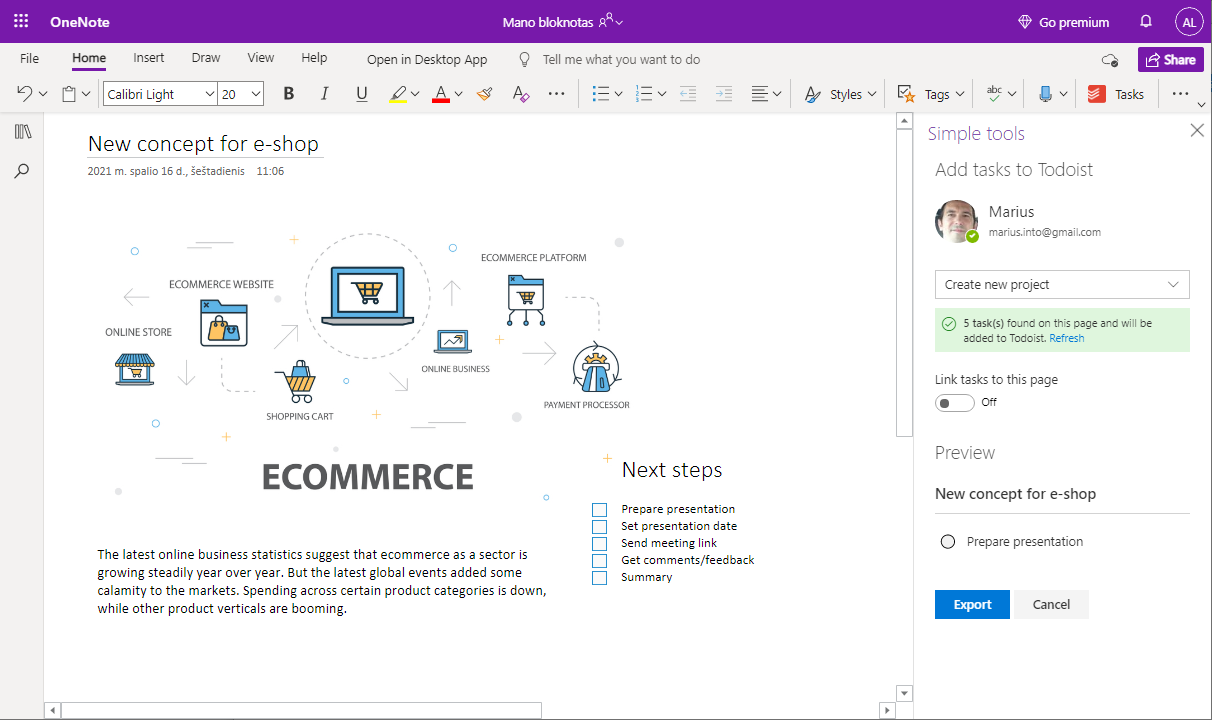 OneNote
Mano bloknotas
Go premium
AL
File
Home
Insert
Draw
View
Help
Open in Desktop App
Tell me what you want to do
Share
Calibri Light
20
B
I
U
A
A
Styles
Tags
abc
Tasks
New concept for e-shop
2021 m. spalio 16 d., šeštadienis 11:06
ECOMMERCE PLATFORM
ECOMMERCE WEBSITE
ONLINE STORE
ONLINE BUSINESS
SHOPPING CART
PAYMENT PROCESSOR
ECOMMERCE
The latest online business statistics suggest that ecommerce as a sector is
growing steadily year over year. But the latest global events added some
calamity to the markets. Spending across certain product categories is down,
while other product verticals are booming.
Next steps
Prepare presentation
Set presentation date
Send meeting link
Get comments/feedback
Summary
Simple tools
Add tasks to Todoist
Marius
marius.into@gmail.com
Create new project
5 task(s) found on this page and will be
added to Todoist. Refresh
Link tasks to this page
Off
Preview
New concept for e-shop
Prepare presentation
Export
Cancel